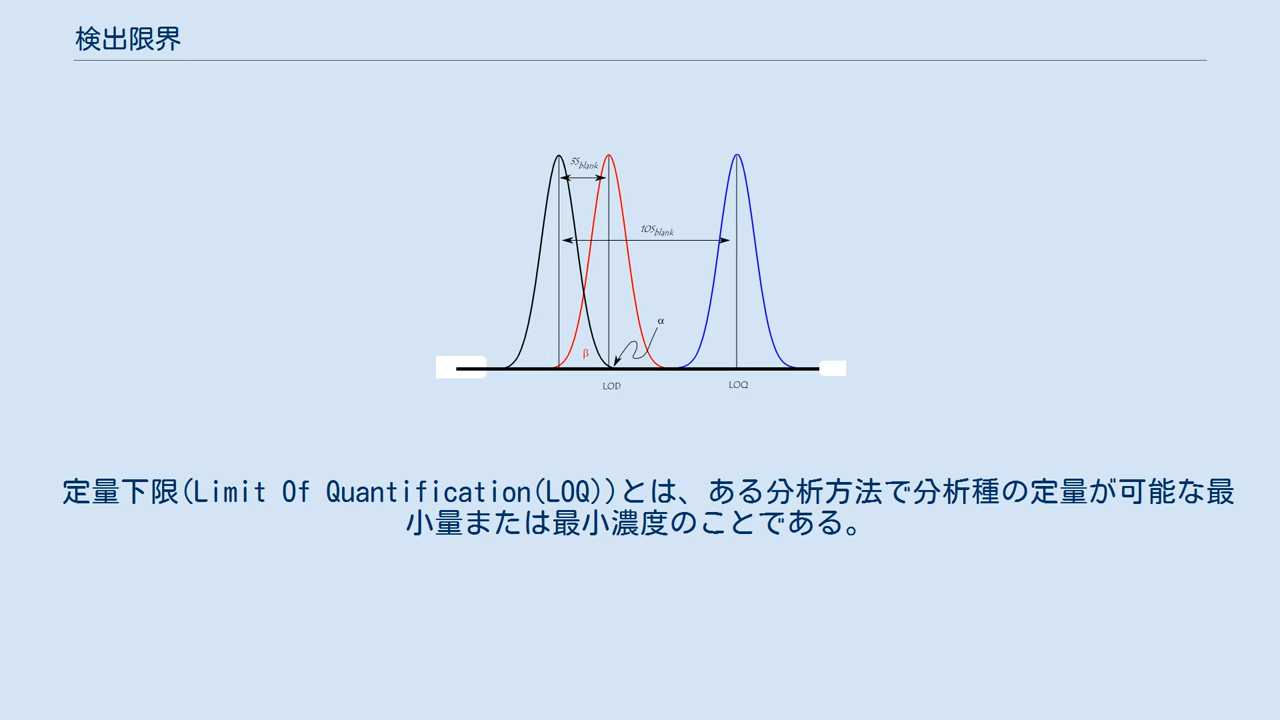 検出限界
3Sblank
10Sblank
α
β
LOD
LOQ
定量下限(Limit Of Quantification(LOQ))とは、ある分析方法で分析種の定量が可能な最
小量または最小濃度のことである。